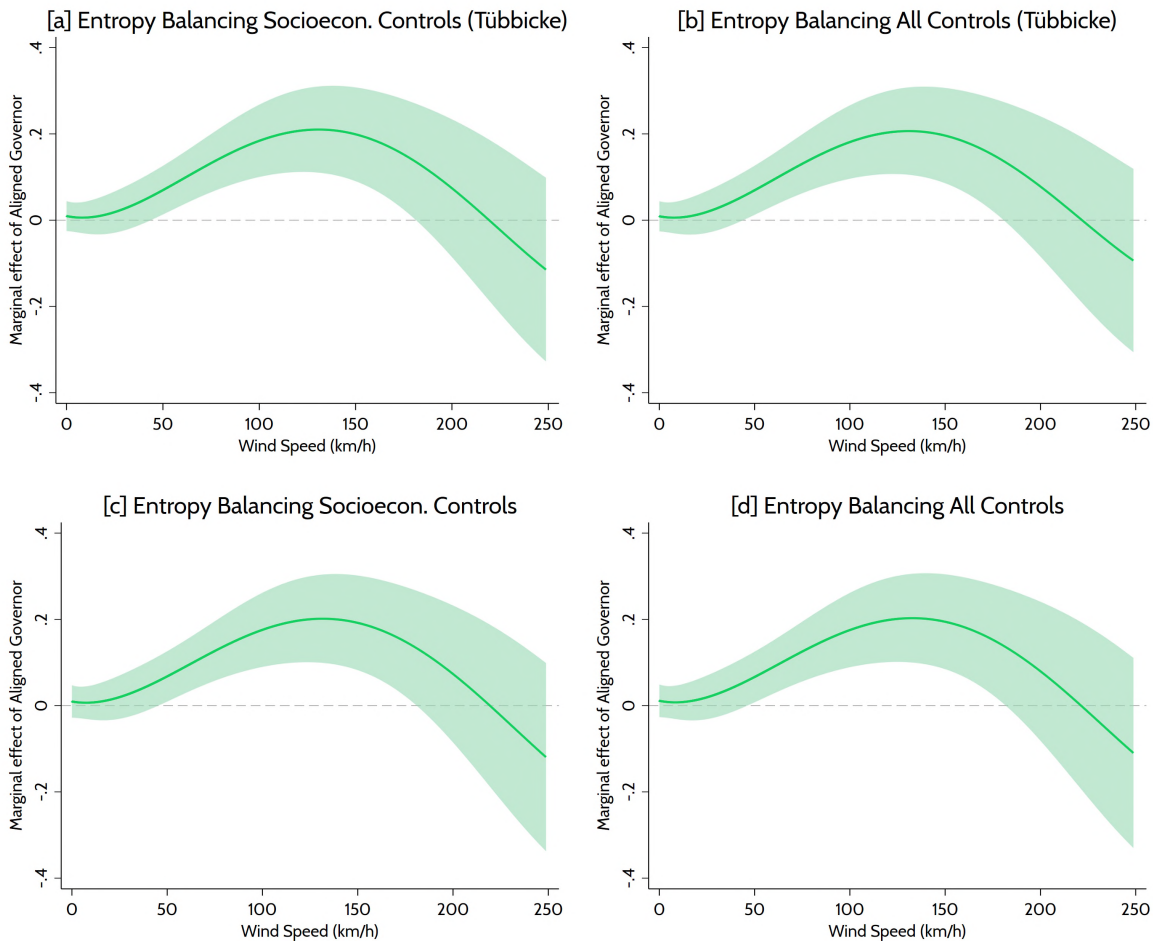 [a] Entropy Balancing Socioecon. Controls (Tübbicke)
Marginal effect of Aligned Governor
.4
.2
0
-.2
-.4
0 50 100 150 200 250
Wind Speed (km/h)
[b] Entropy Balancing All Controls (Tübbicke)
Marginal effect of Aligned Governor
.4
.2
0
-.2
-.4
0 50 100 150 200 250
Wind Speed (km/h)
[c] Entropy Balancing Socioecon. Controls
Marginal effect of Aligned Governor
.4
.2
0
-.2
-.4
0 50 100 150 200 250
Wind Speed (km/h)
[d] Entropy Balancing All Controls
Marginal effect of Aligned Governor
.4
.2
0
-.2
-.4
0 50 100 150 200 250
Wind Speed (km/h)